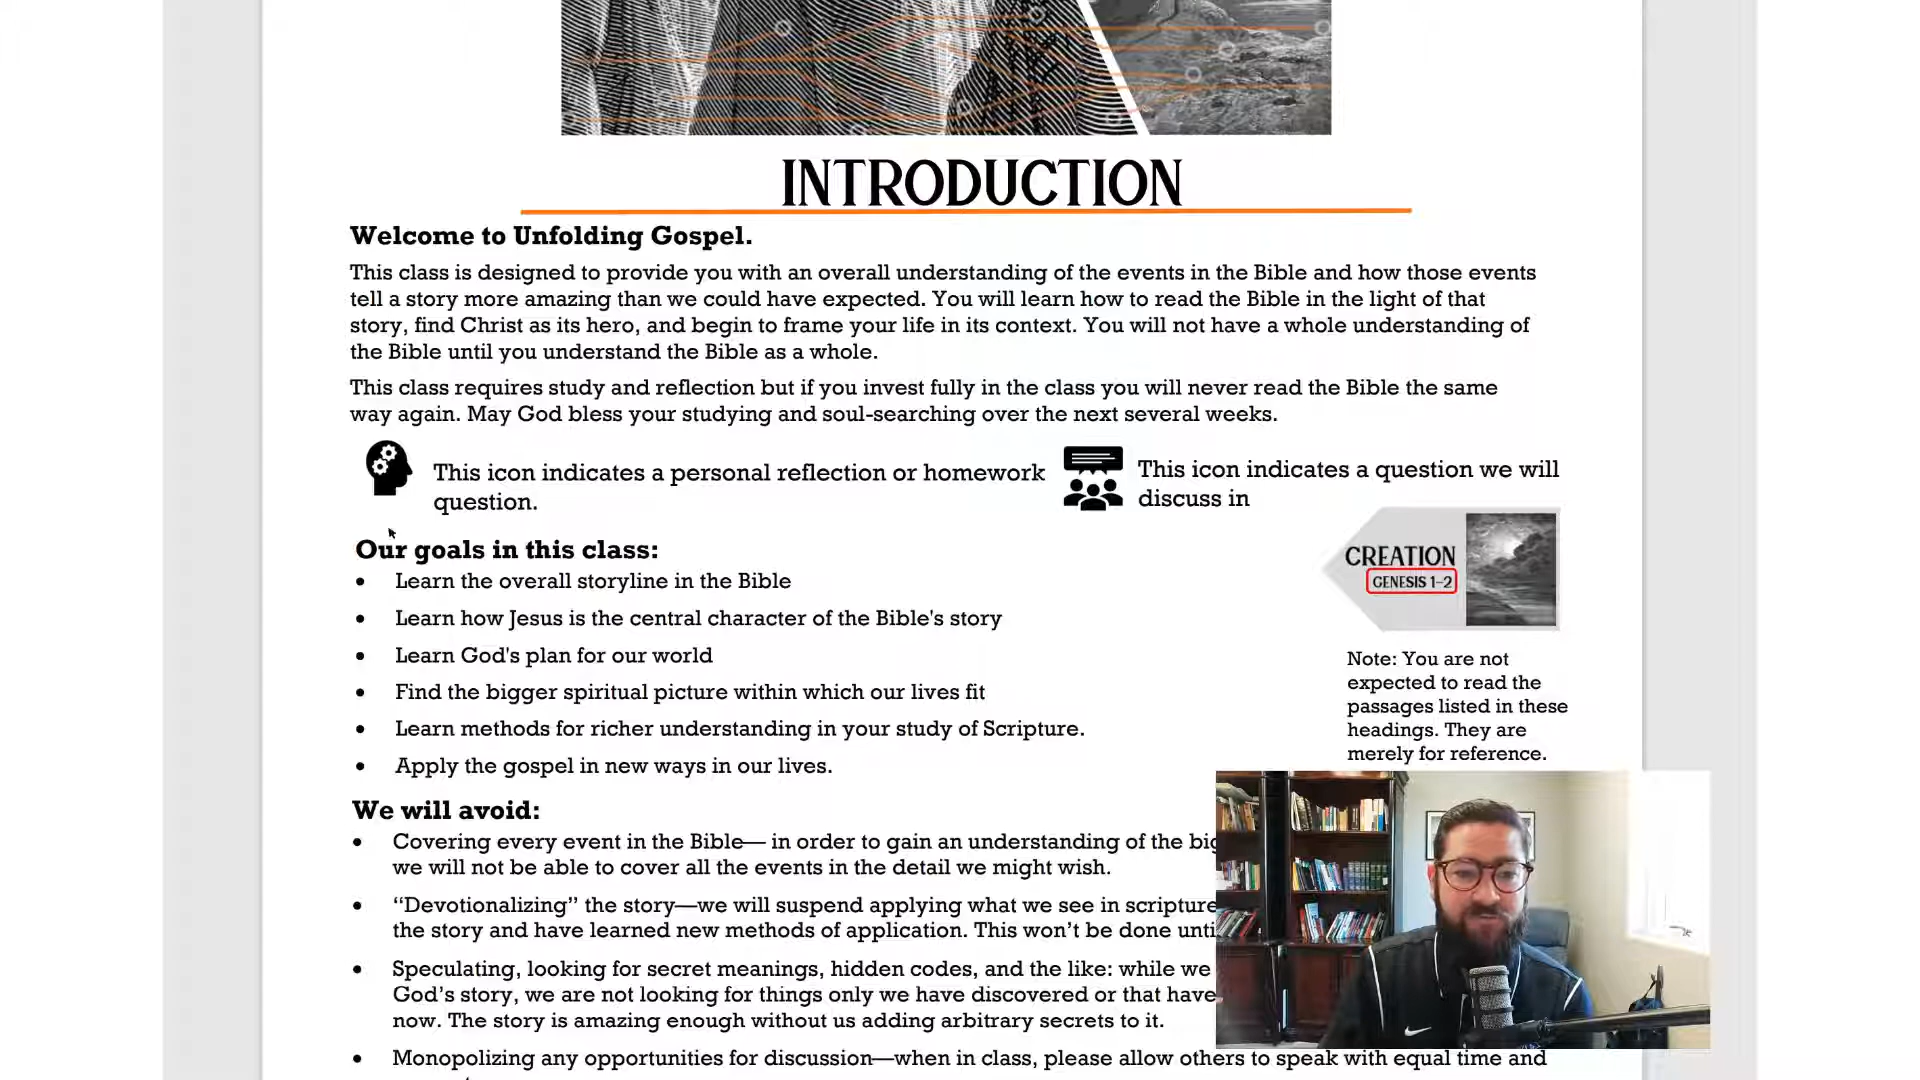 INTRODUCTION
Welcome to Unfolding Gospel.
This class is designed to provide you with an overall understanding of the events in the Bible and how those events
tell a story more amazing than we could have expected. You will learn how to read the Bible in the light of that
story, find Christ as its hero, and begin to frame your life in its context. You will not have a whole understanding of
the Bible until you understand the Bible as a whole.
This class requires study and reflection but if you invest fully in the class you will never read the Bible the same
way again. May God bless your studying and soul-searching over the next several weeks.
This icon indicates a personal reflection or homework
question.
This icon indicates a question we will
discuss in
Our goals in this class:
• Learn the overall storyline in the Bible
• Learn how Jesus is the central character of the Bible's story
• Learn God's plan for our world
• Find the bigger spiritual picture within which our lives fit
• Learn methods for richer understanding in your study of Scripture.
• Apply the gospel in new ways in our lives.
CREATION
GENESIS 1–2
Note: You are not
expected to read the
passages listed in these
headings. They are
merely for reference.
We will avoid:
• Covering every event in the Bible— in order to gain an understanding of the
we will not be able to cover all the events in the detail we might wish.
• “Devotionalizing” the story—we will suspend applying what we see in scripture
the story and have learned new methods of application. This won’t be done
• Speculating, looking for secret meanings, hidden codes, and the like: while we
God’s story, we are not looking for things only we have discovered or that have
now. The story is amazing enough without us adding arbitrary secrets to it.
• Monopolizing any opportunities for discussion—when in class, please allow others to speak with equal time and